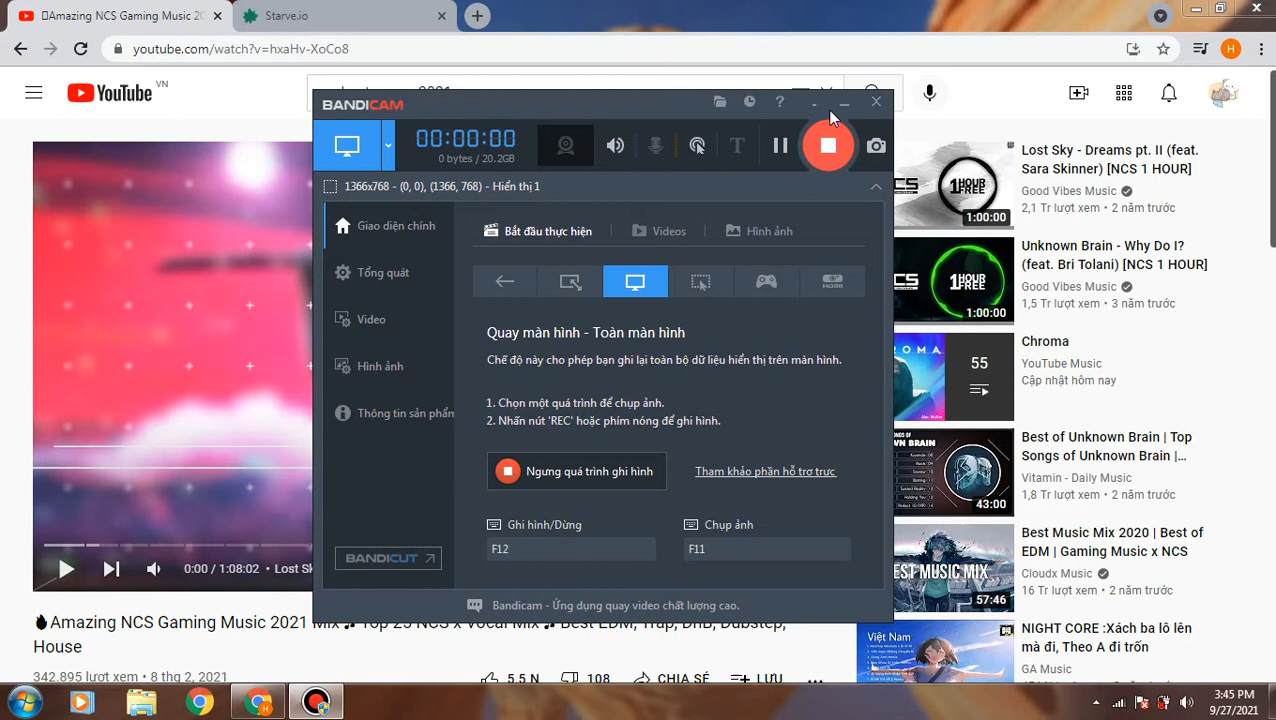 Amazing NCS Gaming Music 20
Starve.io
youtube.com/watch?v=hxaHv-XoCo8
H
YouTube VN
2021
BANDICAM
00:00:00
0 bytes / 20.2GB
1366x768 - (0, 0), (1366, 768) - Hiển thị 1
Giao diện chính
Tổng quát
Video
Hình ảnh
Thông tin sản phẩm
BANDICUT
Bắt đầu thực hiện
Videos
Hình ảnh
HDMI
Quay màn hình - Toàn màn hình
Chế độ này cho phép bạn ghi lại toàn bộ dữ liệu hiển thị trên màn hình.
1. Chọn một quá trình để chụp ảnh.
2. Nhấn nút 'REC' hoặc phím nóng để ghi hình.
Ngưng quá trình ghi hình
Tham khảo phần hỗ trợ trực
Ghi hình/Dừng
Chụp ảnh
F12
F11
Bandicam - Ứng dụng quay video chất lượng cao.
0:00 / 1:08:02 • Lost Sk
Amazing NCS Gaming Music 2021 Mix ♫ Top 25 NCS x Vocal Mix ♫ Best EDM, Trap, DnB, Dubstep,
House
342.895 lượt xem • 8
5,5 N
108
CHIA SẺ
LƯU
1 HOUR FREE
1:00:00
Lost Sky - Dreams pt. II (feat.
Sara Skinner) [NCS 1 HOUR]
Good Vibes Music
2,1 Tr lượt xem • 2 năm trước
1HOUR FREE
1:00:00
Unknown Brain - Why Do I?
(feat. Bri Tolani) [NCS 1 HOUR]
Good Vibes Music
1,5 Tr lượt xem • 3 năm trước
55
Chroma
YouTube Music
Cập nhật hôm nay
43:00
Best of Unknown Brain | Top
Songs of Unknown Brain |...
Vitamin - Daily Music
1,8 Tr lượt xem • 2 năm trước
BEST MUSIC MIX
57:46
Best Music Mix 2020 | Best of
EDM | Gaming Music x NCS
Cloudx Music
16 Tr lượt xem • 2 năm trước
Việt Nam
NIGHT CORE :Xách ba lô lên
mà đi, Theo A đi trốn
GA Music
3:45 PM
9/27/2021